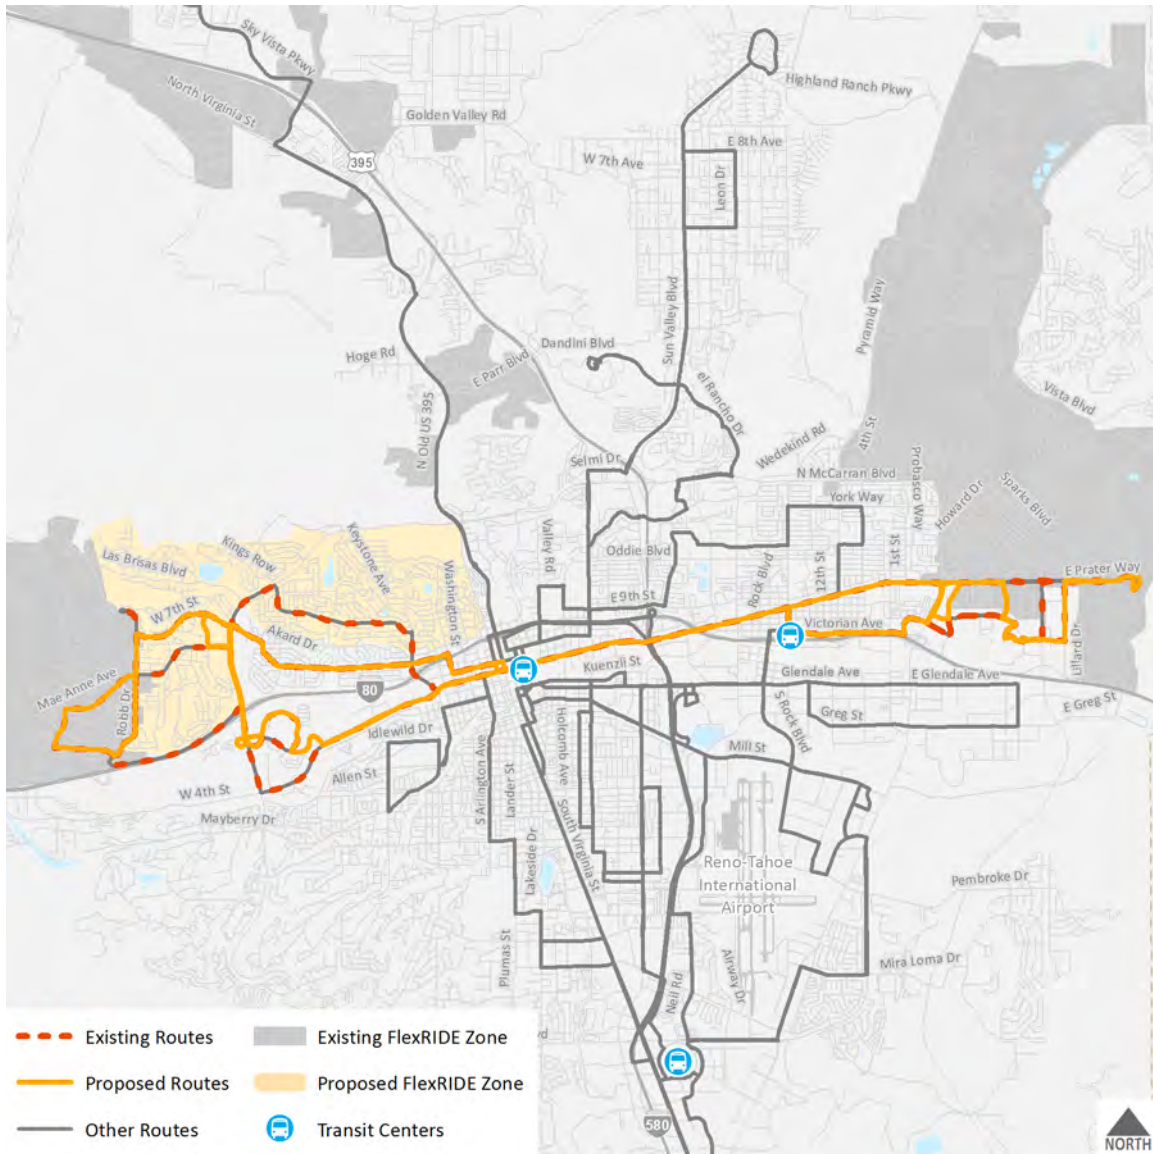 Sky Vista Pkwy
North Virginia St
Golden Valley Rd
Highland Ranch Pkwy
395
W 7th Ave
E 8th Ave
Leon Dr
Sun Valley Blvd
Pyramid Way
Dandini Blvd
Hoge Rd
E Parr Blvd
N Old US 395
el Rancho Dr
Vista Blvd
4th St
Wedekind Rd
Selmi Dr
N McCarran Blvd
Probasco Way
York Way
Howard Dr
Sparks Blvd
Kings Row
Keystone Ave
Las Brisas Blvd
Valley Rd
Oddie Blvd
1st St
12th St
Rock Blvd
Washington St
E Prater Way
W 7th St
E 9th St
Akard Dr
Victorian Ave
Kuenzli St
Glendale Ave
E Glendale Ave
Lillard Dr
Mae Anne Ave
Robb Dr
80
Idlewild Dr
Holcomb Ave
S Rock Blvd
Greg St
E Greg St
Mill St
Allen St
W 4th St
Mayberry Dr
S Arlington Ave
Lander St
Lakeside Dr
South Virginia St
Reno-Tahoe
International
Airport
Pembroke Dr
Plumas St
Neil Rd
Airway Dr
Mira Loma Dr
vd
Existing Routes
Existing FlexRIDE Zone
Proposed Routes
Proposed FlexRIDE Zone
Other Routes
Transit Centers
580
NORTH